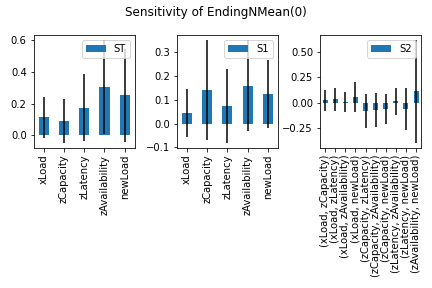 Sensitivity of EndingNMean(0)
ST
0.6
0.4
0.2
0.0
xLoad
zCapacity
zLatency
zAvailability
newLoad
S1
0.3
0.2
0.1
0.0
−0.1
xLoad
zCapacity
zLatency
zAvailability
newLoad
S2
0.50
0.25
0.00
−0.25
(xLoad, zCapacity)
(xLoad, zLatency)
(xLoad, zAvailability)
(xLoad, newLoad)
(zCapacity, zLatency)
(zCapacity, zAvailability)
(zCapacity, newLoad)
(zLatency, zAvailability)
(zLatency, newLoad)
(zAvailability, newLoad)